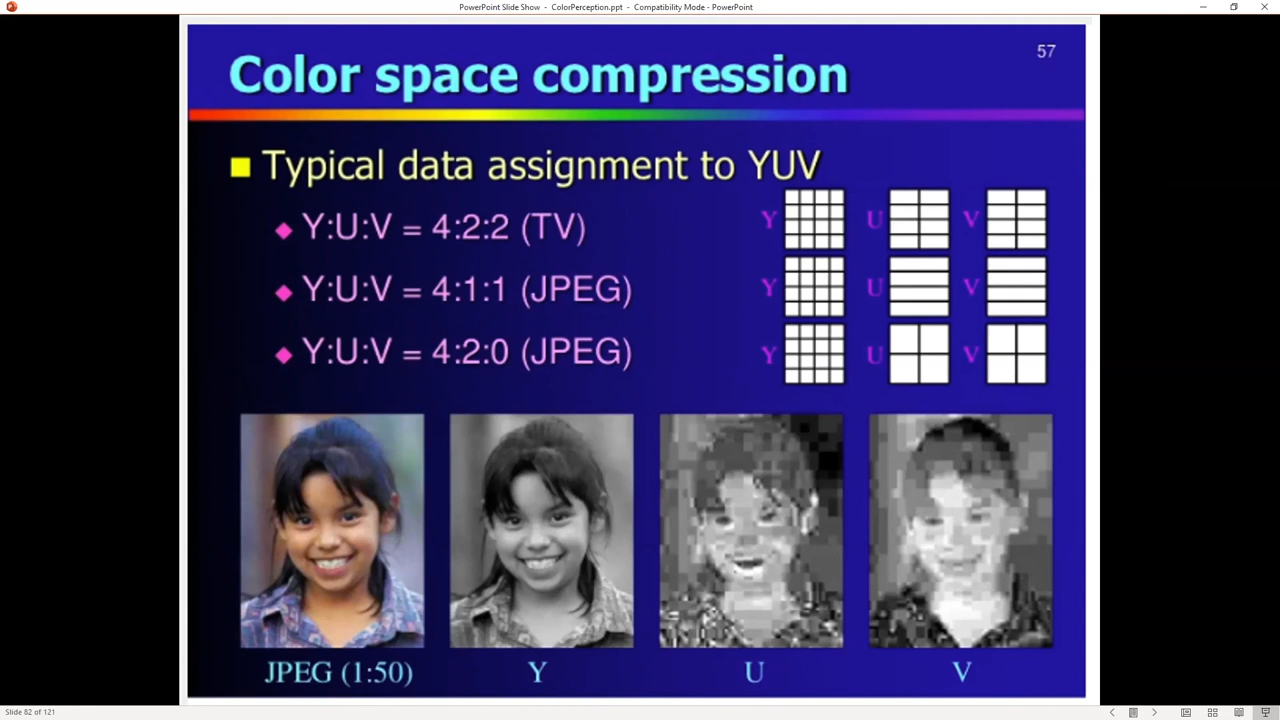 PowerPoint Slide Show - ColorPerception.ppt - Compatibility Mode - PowerPoint
57
Color space compression
Typical data assignment to YUV
Y:U:V = 4:2:2 (TV)
Y U V
Y:U:V = 4:1:1 (JPEG)
Y U V
Y:U:V = 4:2:0 (JPEG)
Y U V
JPEG (1:50) Y U V
Slide 82 of 121